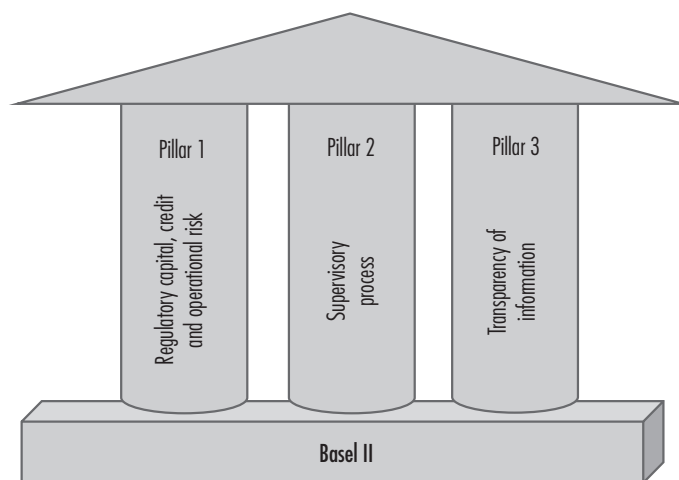 Pillar 1
Regulatory capital, credit
and operational risk
Pillar 2
Supervisory
process
Pillar 3
Transparency of
information
Basel II